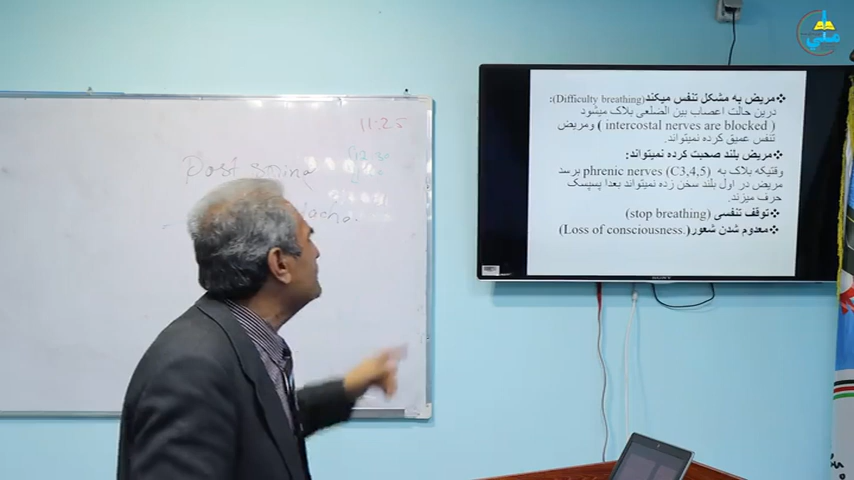 ملي
11:25
Post spinal
❖ مریض به مشکل تنفس میکند(Difficulty breathing):
درین حالت اعصاب بین الضلعی بلاک میشود
( intercostal nerves are blocked ) ومریض
تنفس عمیق کرده نمیتواند.
❖ مریض بلند صحبت کرده نمیتواند:
وقتیکه بلاک به phrenic nerves (C3,4,5) برسد
مریض در اول بلند سخن زده نمیتواند بعدا پسپسک
حرف میزند.
❖ توقف تنفسی (stop breathing)
❖ معدوم شدن شعور(Loss of consciousness.)
SONY